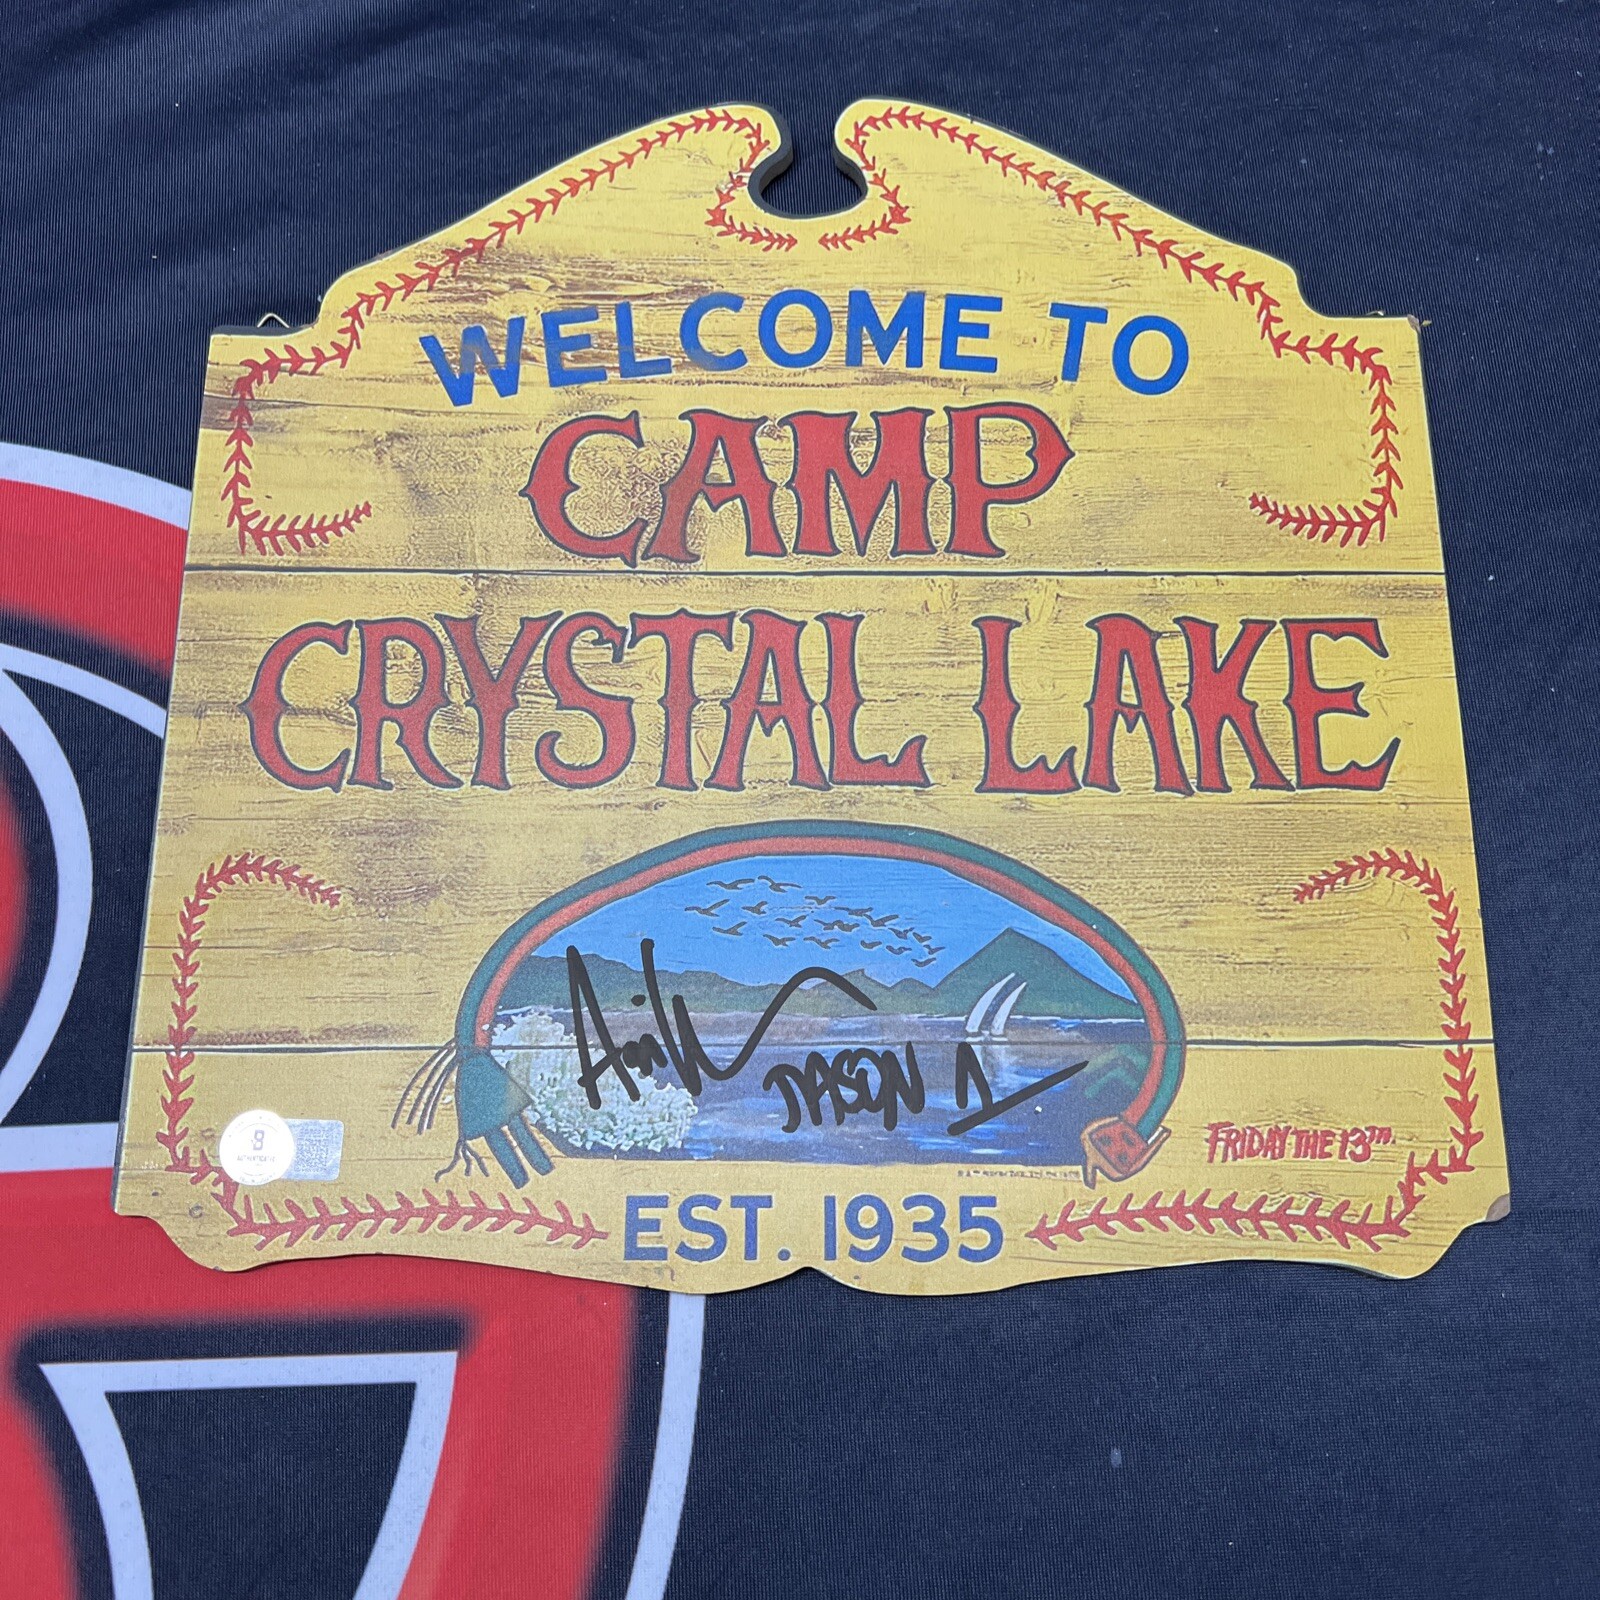 WELCOME TO
CAMP
CRYSTAL LAKE
JASON 1
FRIDAY THE 13TH
EST. 1935